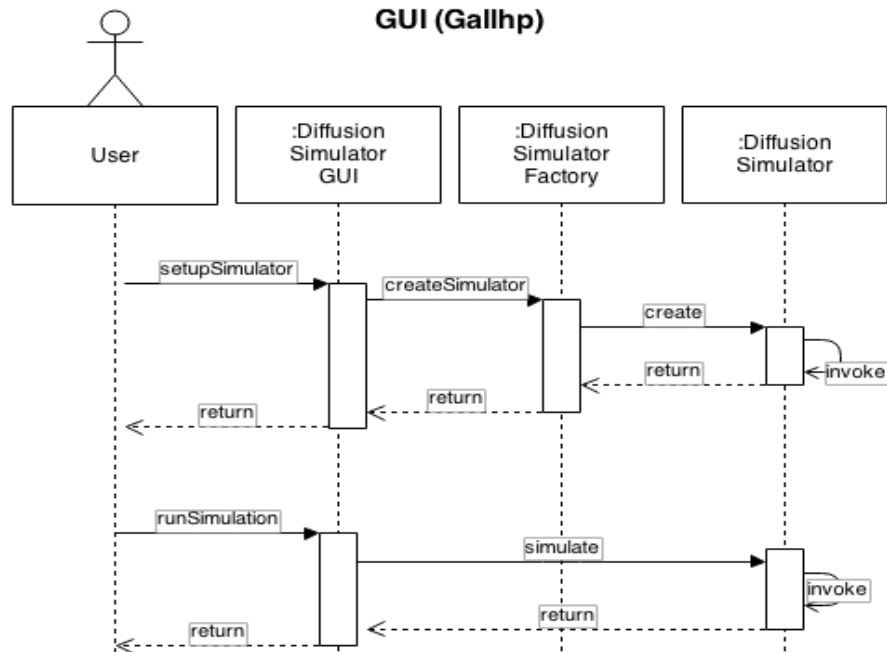 GUI (Gallhp)
User
:Diffusion
Simulator
GUI
:Diffusion
Simulator
Factory
:Diffusion
Simulator
setupSimulator
createSimulator
create
invoke
return
return
return
runSimulation
simulate
invoke
return
return